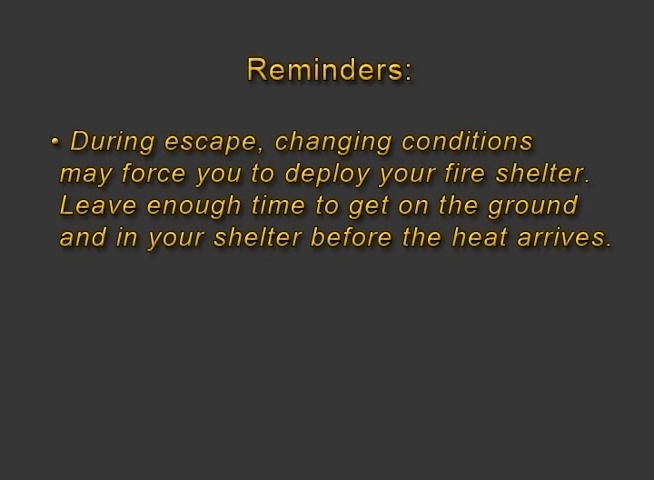 Reminders:
• During escape, changing conditions
may force you to deploy your fire shelter.
Leave enough time to get on the ground
and in your shelter before the heat arrives.